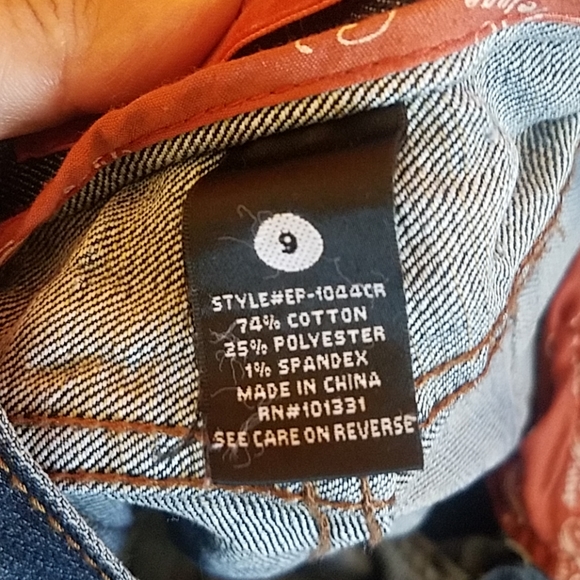 9
STYLE#EP-1044CR
74% COTTON
25% POLYESTER
1% SPANDEX
MADE IN CHINA
RN#101331
SEE CARE ON REVERSE